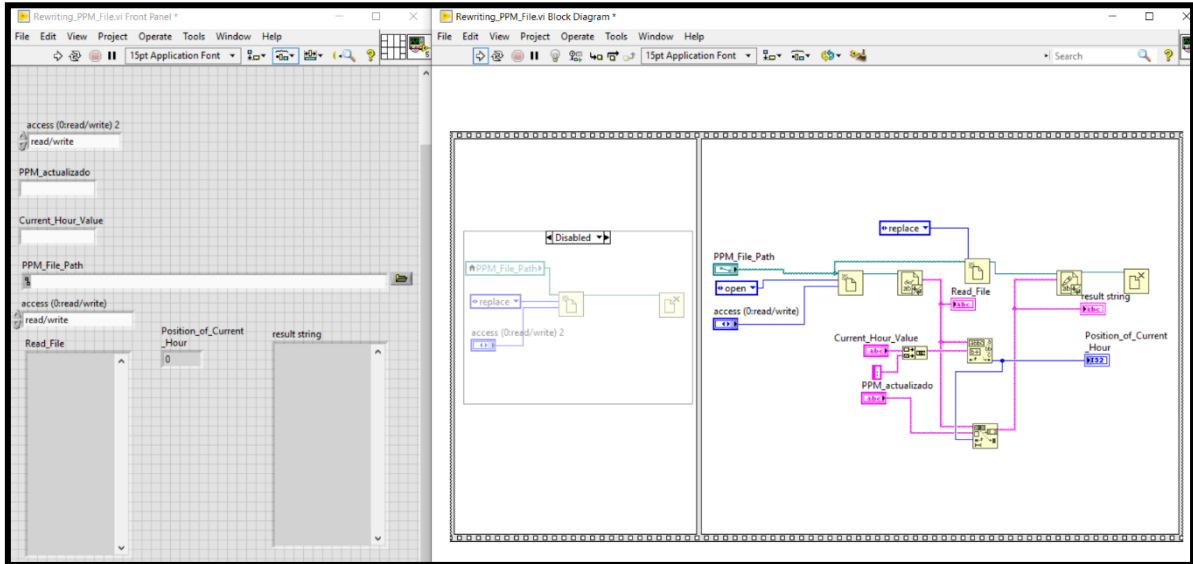 Rewriting_PPM_File.vi Front Panel *
File Edit View Project Operate Tools Window Help
15pt Application Font
access (0:read/write) 2
read/write
PPM_actualizado
Current_Hour_Value
PPM_File_Path
access (0:read/write)
read/write
Read_File
Position_of_Current
_Hour
0
result string
Rewriting_PPM_File.vi Block Diagram *
File Edit View Project Operate Tools Window Help
15pt Application Font
Search
Disabled
PPM_File_Path
replace
access (0:read/write) 2
replace
PPM_File_Path
open
access (0:read/write)
Read_File
abc
result string
abc
Current_Hour_Value
abc
:
PPM_actualizado
abc
Position_of_Current
_Hour
I32